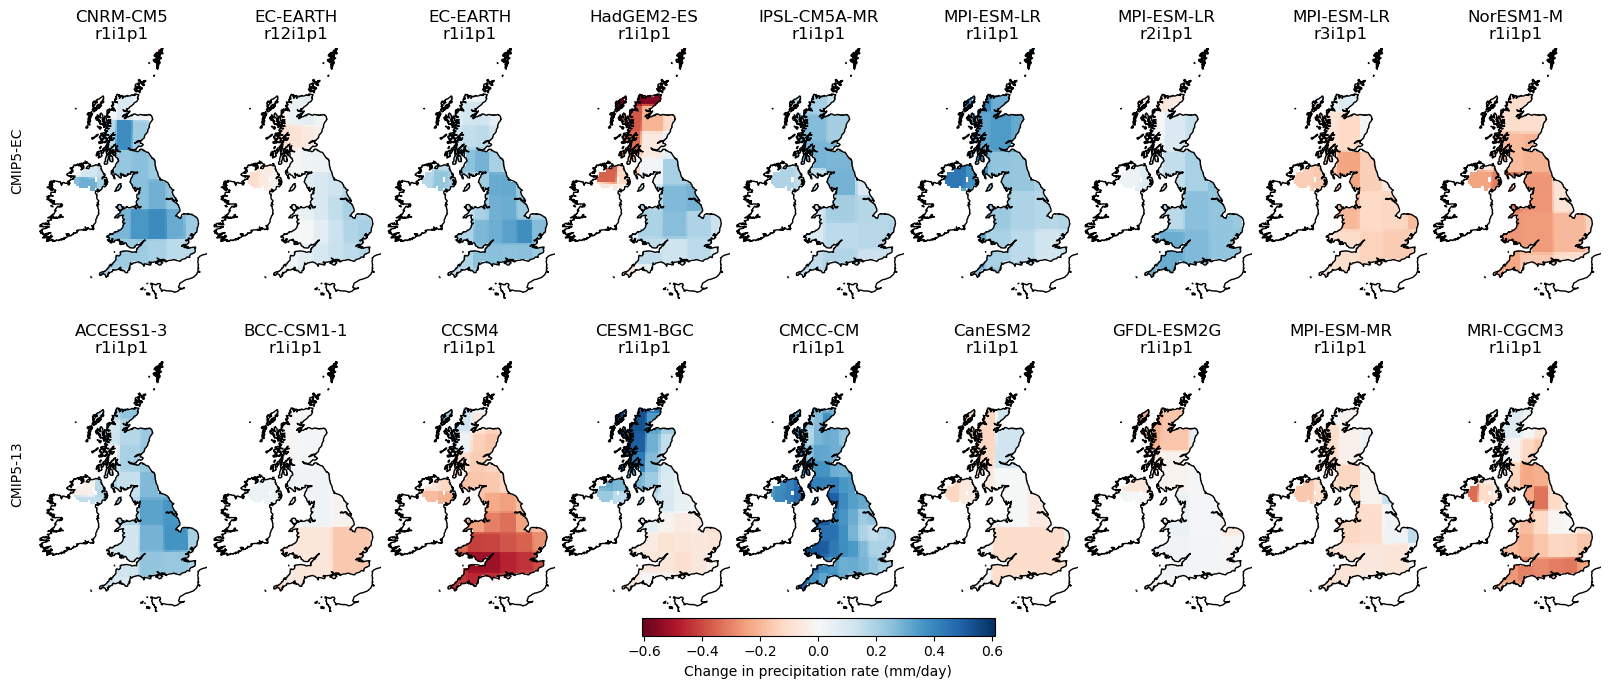 CNRM-CM5 EC-EARTH EC-EARTH HadGEM2-ES IPSL-CM5A-MR MPI-ESM-LR MPI-ESM-LR MPI-ESM-LR NorESM1-M
r1i1p1 r12i1p1 r1i1p1 r1i1p1 r1i1p1 r1i1p1 r2i1p1 r3i1p1 r1i1p1
CMIP5-EC
ACCESS1-3 BCC-CSM1-1 CCSM4 CESM1-BGC CMCC-CM CanESM2 GFDL-ESM2G MPI-ESM-MR MRI-CGCM3
r1i1p1 r1i1p1 r1i1p1 r1i1p1 r1i1p1 r1i1p1 r1i1p1 r1i1p1 r1i1p1
CMIP5-13
−0.6 −0.4 −0.2 0.0 0.2 0.4 0.6
Change in precipitation rate (mm/day)